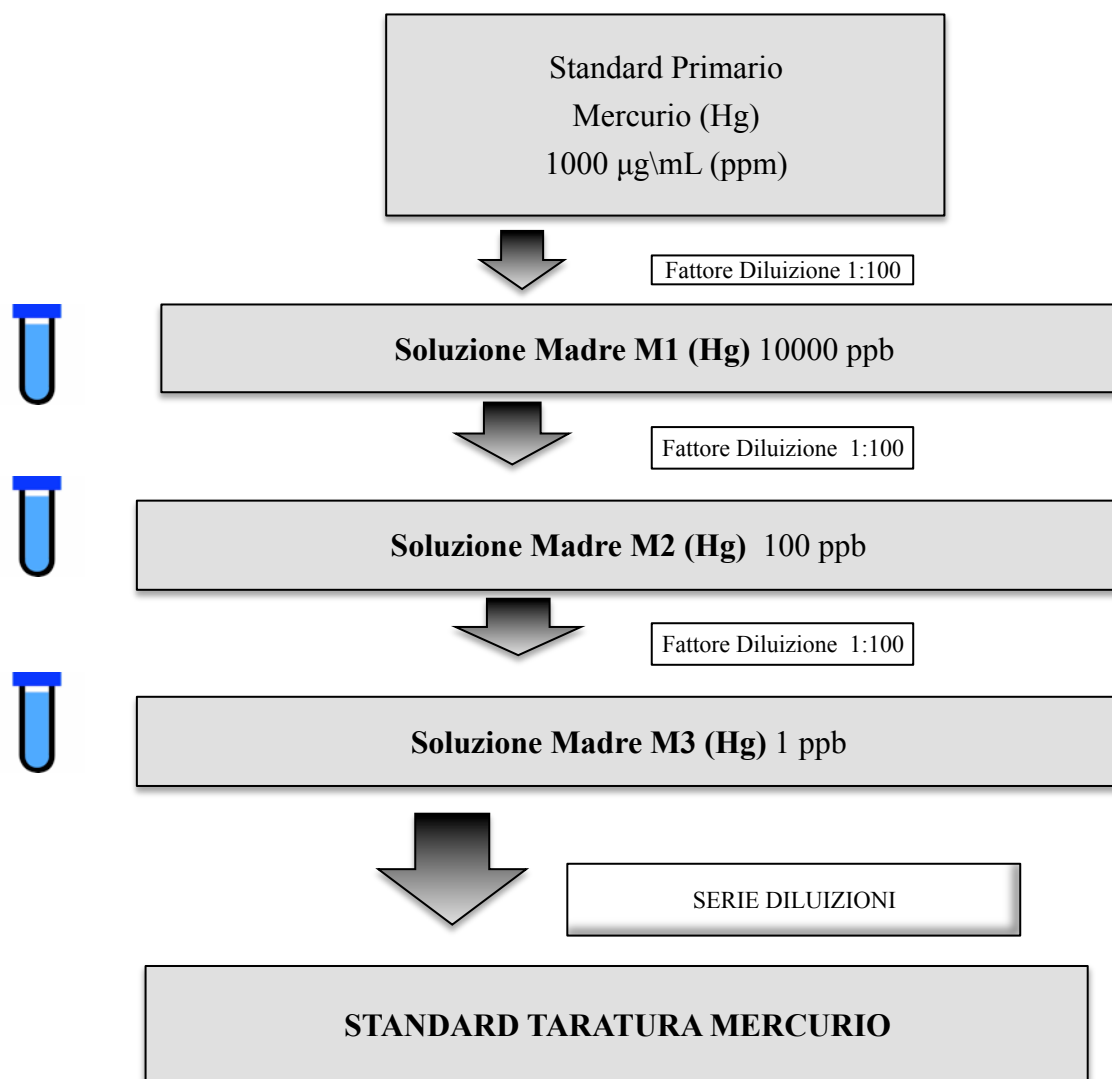 Standard Primario
Mercurio (Hg)
1000 μg\mL (ppm)
Fattore Diluizione 1:100
Soluzione Madre M1 (Hg) 10000 ppb
Fattore Diluizione  1:100
Soluzione Madre M2 (Hg)  100 ppb
Fattore Diluizione  1:100
Soluzione Madre M3 (Hg) 1 ppb
SERIE DILUIZIONI
STANDARD TARATURA MERCURIO